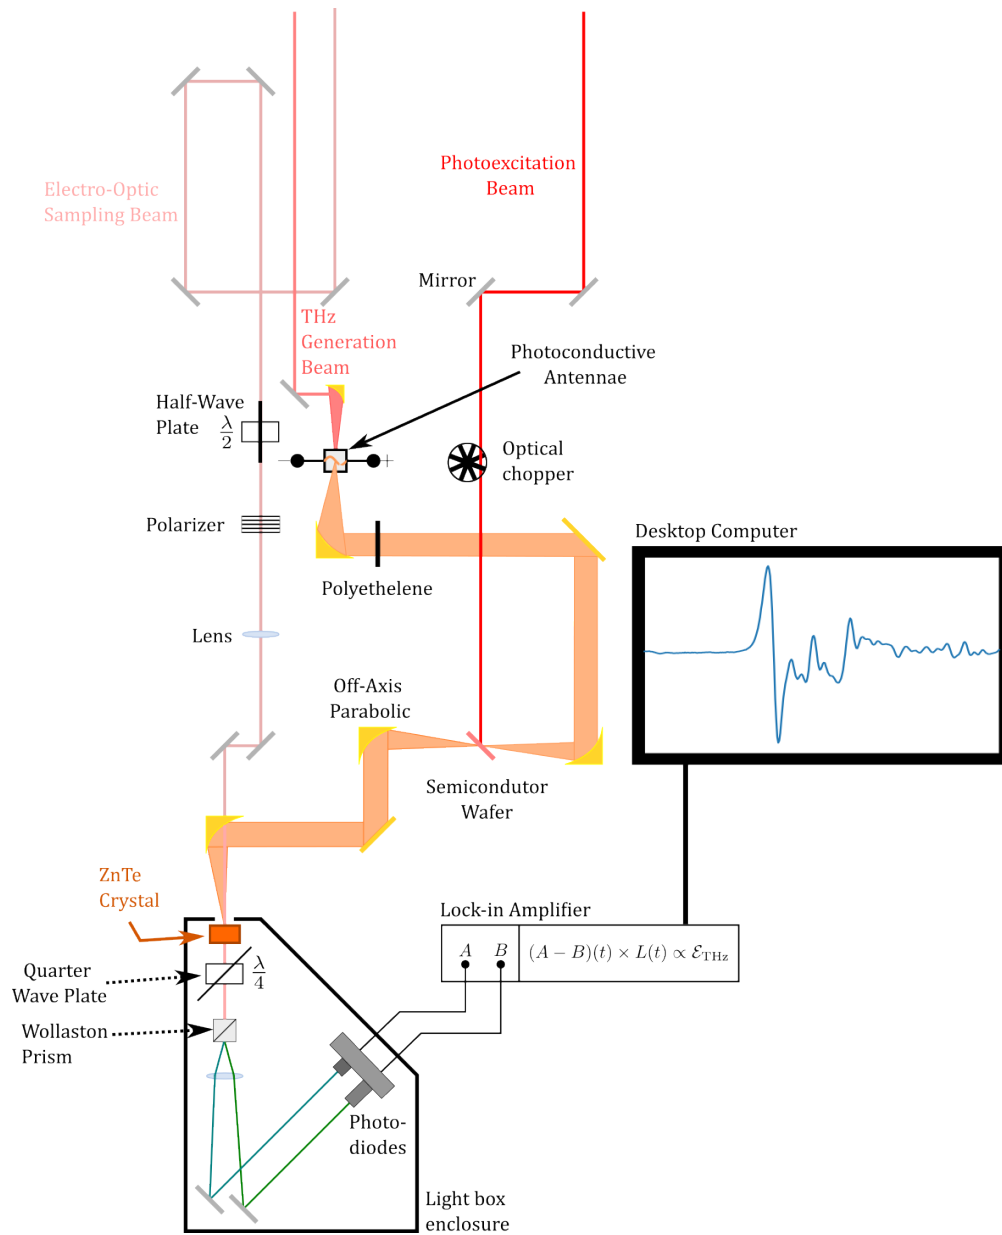 Photoexcitation
Beam
Electro-Optic
Sampling Beam
Mirror
THz
Generation
Beam
Photoconductive
Antennae
Half-Wave
Plate
λ
2
+
Optical
chopper
Polarizer
Desktop Computer
Polyethelene
Lens
Off-Axis
Parabolic
Semicondutor
Wafer
ZnTe
Crystal
Lock-in Amplifier
A B (A − B)(t) × L(t) ∝ ℰTHz
Quarter
Wave Plate
λ
4
Wollaston
Prism
Photo-
diodes
Light box
enclosure